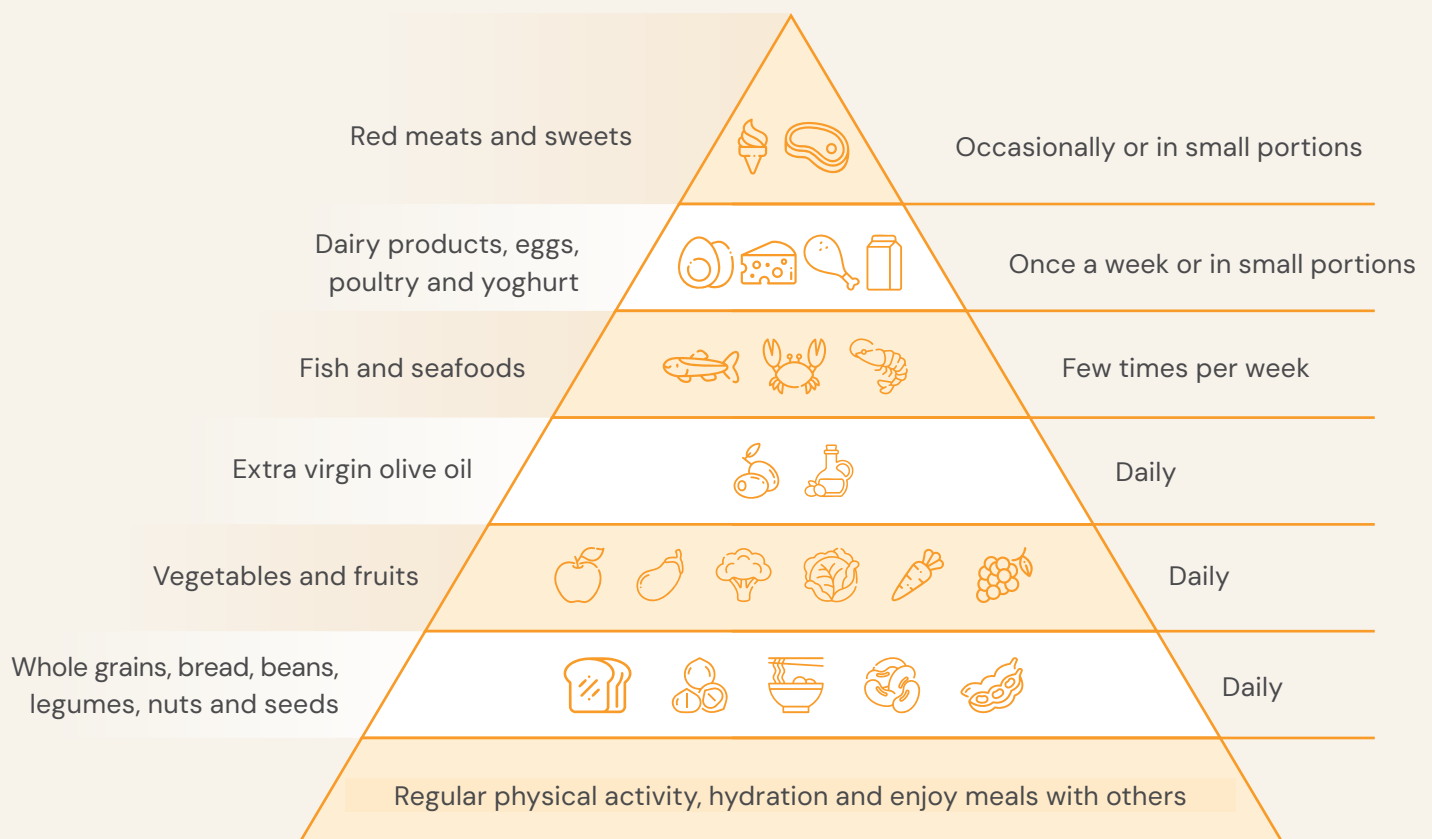 Red meats and sweets
Occasionally or in small portions
Dairy products, eggs,
poultry and yoghurt
Once a week or in small portions
Fish and seafoods
Few times per week
Extra virgin olive oil
Daily
Vegetables and fruits
Daily
Whole grains, bread, beans,
legumes, nuts and seeds
Daily
Regular physical activity, hydration and enjoy meals with others